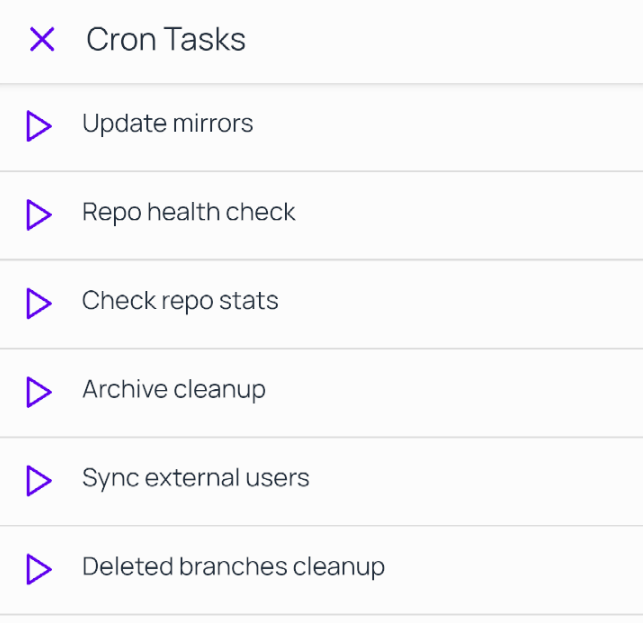 Cron Tasks
Update mirrors
Repo health check
Check repo stats
Archive cleanup
Sync external users
Deleted branches cleanup